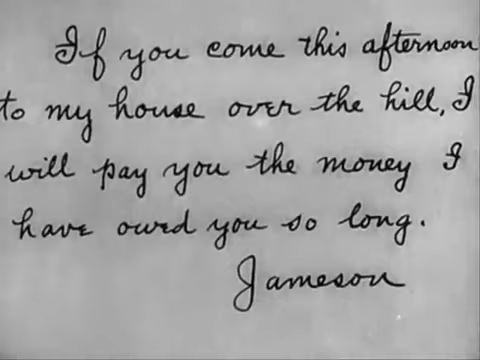 If you come this afternoon
to my house over the hill, I
will pay you the money I
have owed you so long.
Jameson